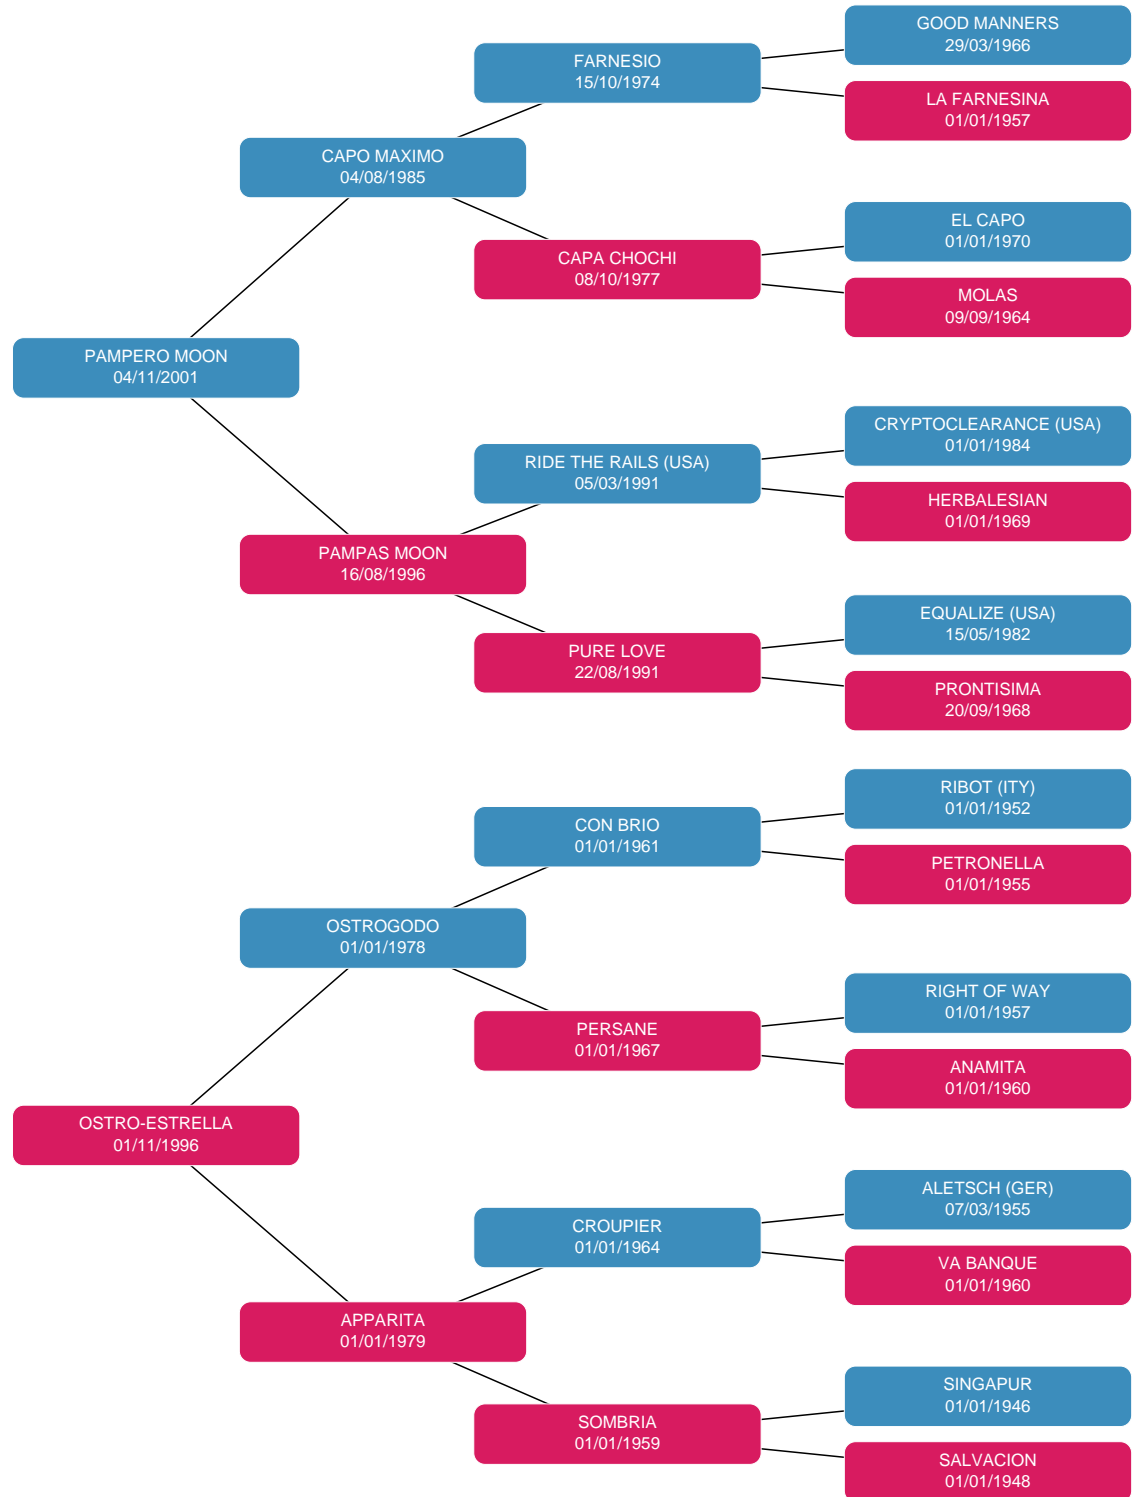 GOOD MANNERS
29/03/1966
FARNESIO
15/10/1974
LA FARNESINA
01/01/1957
CAPO MAXIMO
04/08/1985
EL CAPO
01/01/1970
CAPA CHOCHI
08/10/1977
MOLAS
09/09/1964
PAMPERO MOON
04/11/2001
CRYPTOCLEARANCE (USA)
01/01/1984
RIDE THE RAILS (USA)
05/03/1991
HERBALESIAN
01/01/1969
PAMPAS MOON
16/08/1996
EQUALIZE (USA)
15/05/1982
PURE LOVE
22/08/1991
PRONTISIMA
20/09/1968
RIBOT (ITY)
01/01/1952
CON BRIO
01/01/1961
PETRONELLA
01/01/1955
OSTROGODO
01/01/1978
RIGHT OF WAY
01/01/1957
PERSANE
01/01/1967
ANAMITA
01/01/1960
OSTRO-ESTRELLA
01/11/1996
ALETSCH (GER)
07/03/1955
CROUPIER
01/01/1964
VA BANQUE
01/01/1960
APPARITA
01/01/1979
SINGAPUR
01/01/1946
SOMBRIA
01/01/1959
SALVACION
01/01/1948